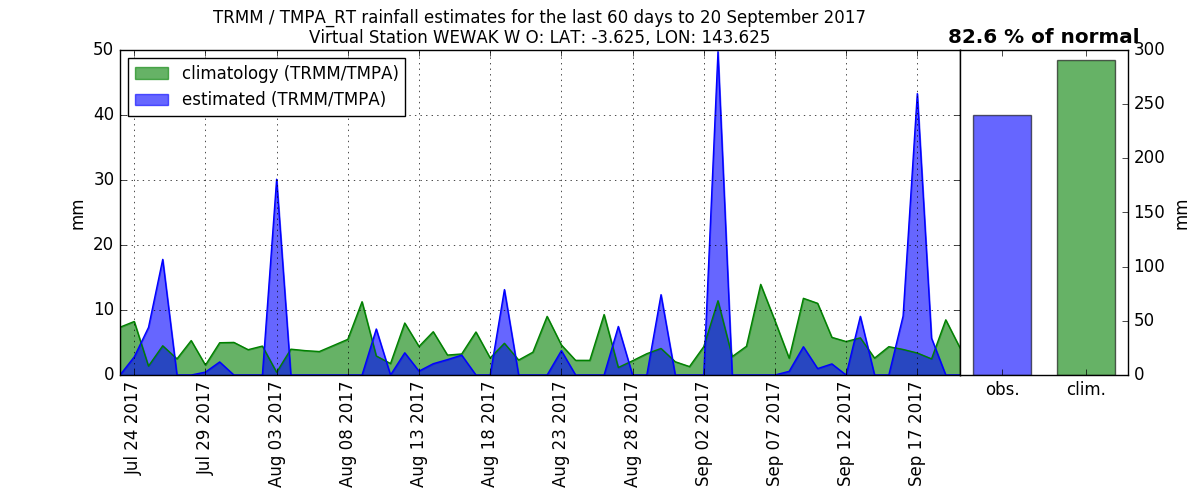 TRMM / TMPA_RT rainfall estimates for the last 60 days to 20 September 2017
Virtual Station WEWAK W O: LAT: -3.625, LON: 143.625
82.6 % of normal
climatology (TRMM/TMPA)
estimated (TRMM/TMPA)
mm
50
40
30
20
10
0
Jul 24 2017
Jul 29 2017
Aug 03 2017
Aug 08 2017
Aug 13 2017
Aug 18 2017
Aug 23 2017
Aug 28 2017
Sep 02 2017
Sep 07 2017
Sep 12 2017
Sep 17 2017
obs.
clim.
300
250
200
150
100
50
0
mm